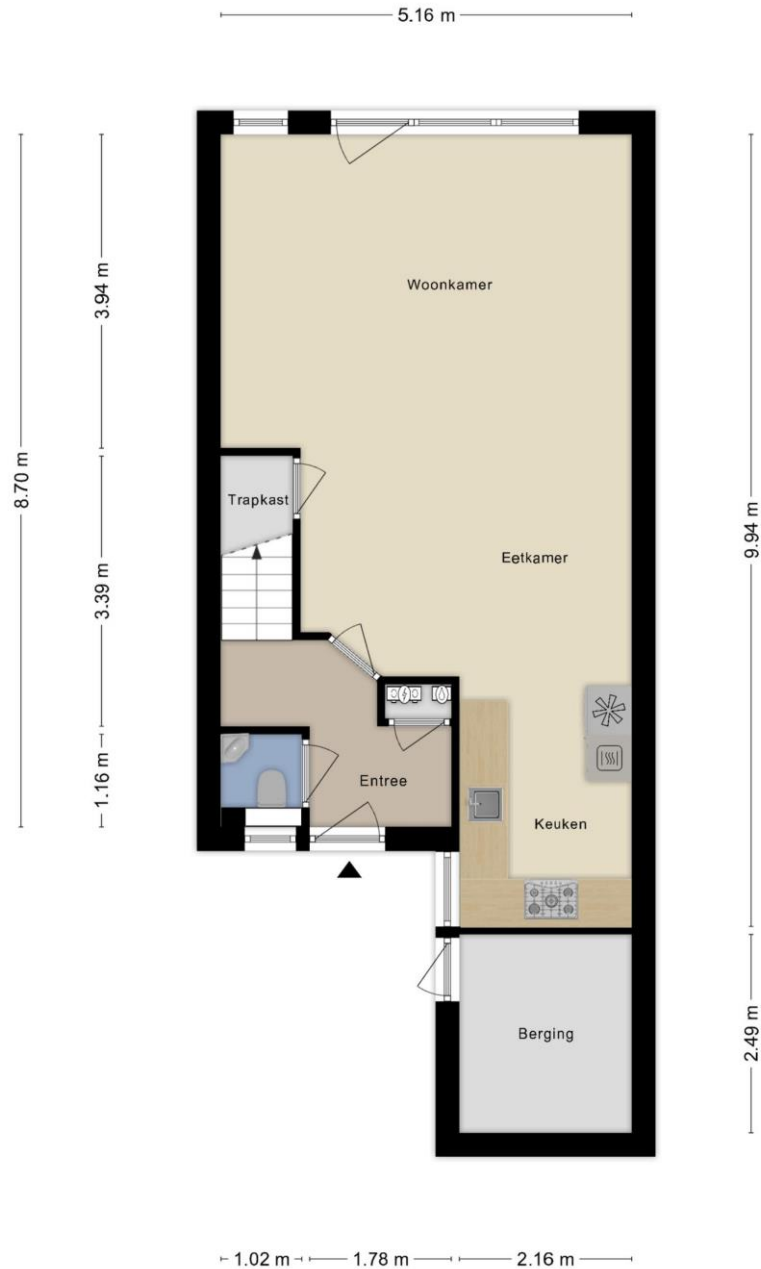 5.16 m
Woonkamer
3.94 m
8.70 m
Trapkast
9.94 m
Eetkamer
3.39 m
1.16 m
Entree
Keuken
Berging
2.49 m
1.02 m
1.78 m
2.16 m